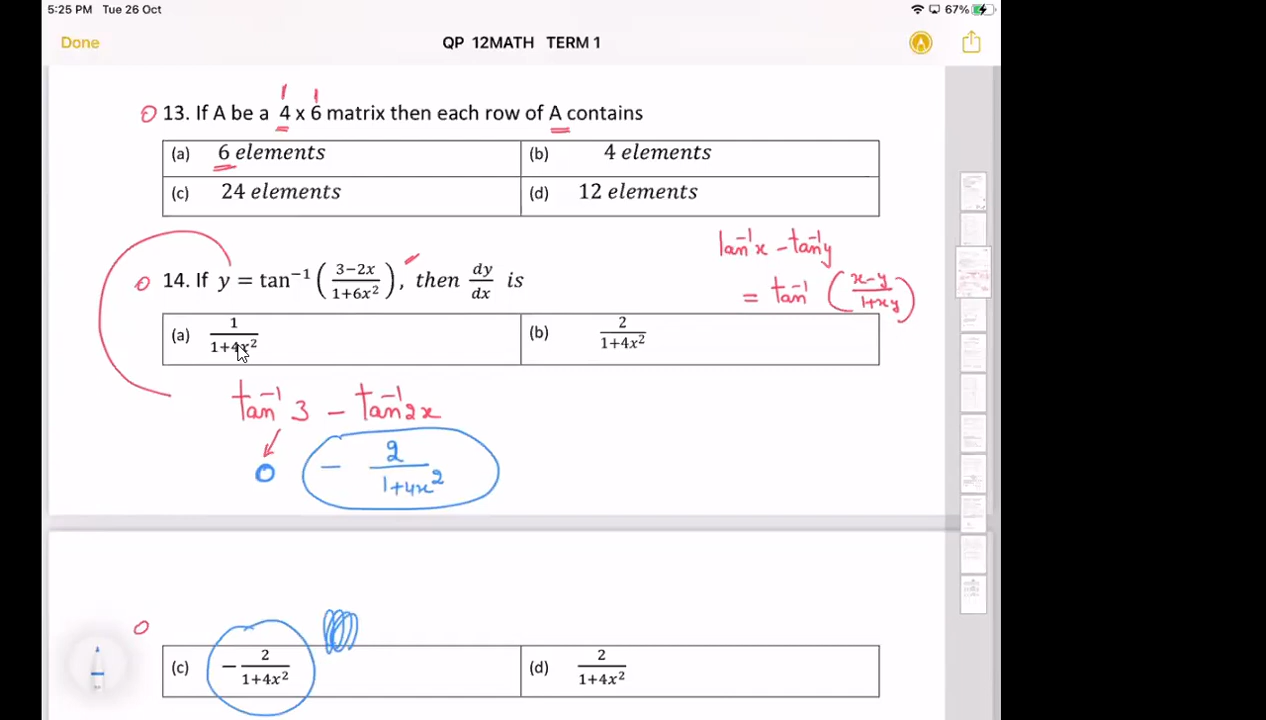 5:25 PM Tue 26 Oct 67%
Done QP 12MATH TERM 1
13. If A be a 4 x 6 matrix then each row of A contains
(a) 6 elements (b) 4 elements
(c) 24 elements (d) 12 elements
tan⁻¹x - tan⁻¹y
= tan⁻¹ (x-y/1+xy)
14. If y = tan⁻¹ (3−2x/1+6x²), then dy/dx is
(a) 1/1+4x² (b) 2/1+4x²
tan⁻¹ 3 - tan⁻¹ 2x
0 - 2/1+4x²
(c) −2/1+4x² (d) 2/1+4x²